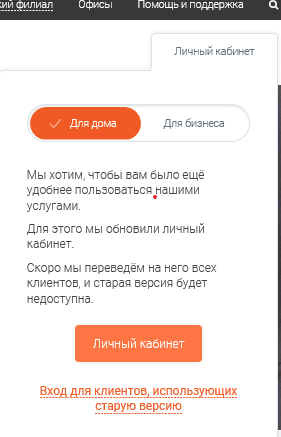 филиал
Офисы
Помощь и поддержка
Личный кабинет
Для дома
Для бизнеса
Мы хотим, чтобы вам было ещё
удобнее пользоваться нашими
услугами.
Для этого мы обновили личный
кабинет.
Скоро мы переведём на него всех
клиентов, и старая версия будет
недоступна.
Личный кабинет
Вход для клиентов, использующих
старую версию